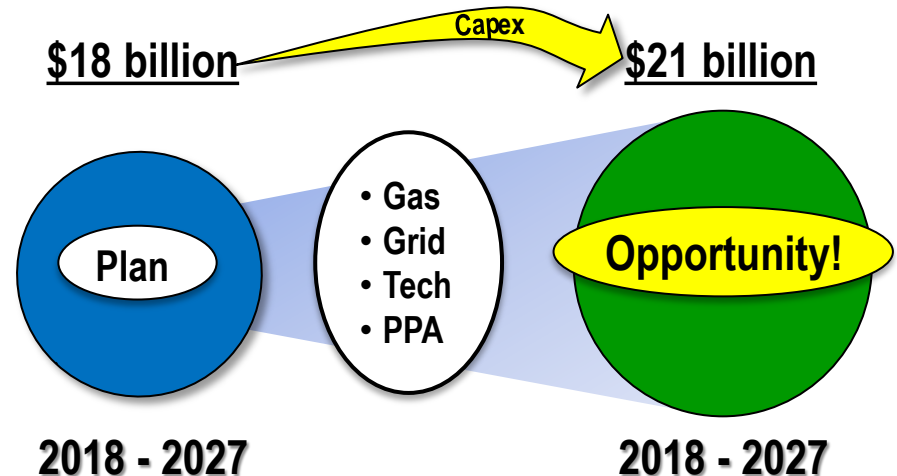 Capex
$18 billion
$21 billion
Plan
• Gas
• Grid
• Tech
• PPA
Opportunity!
2018 - 2027
2018 - 2027